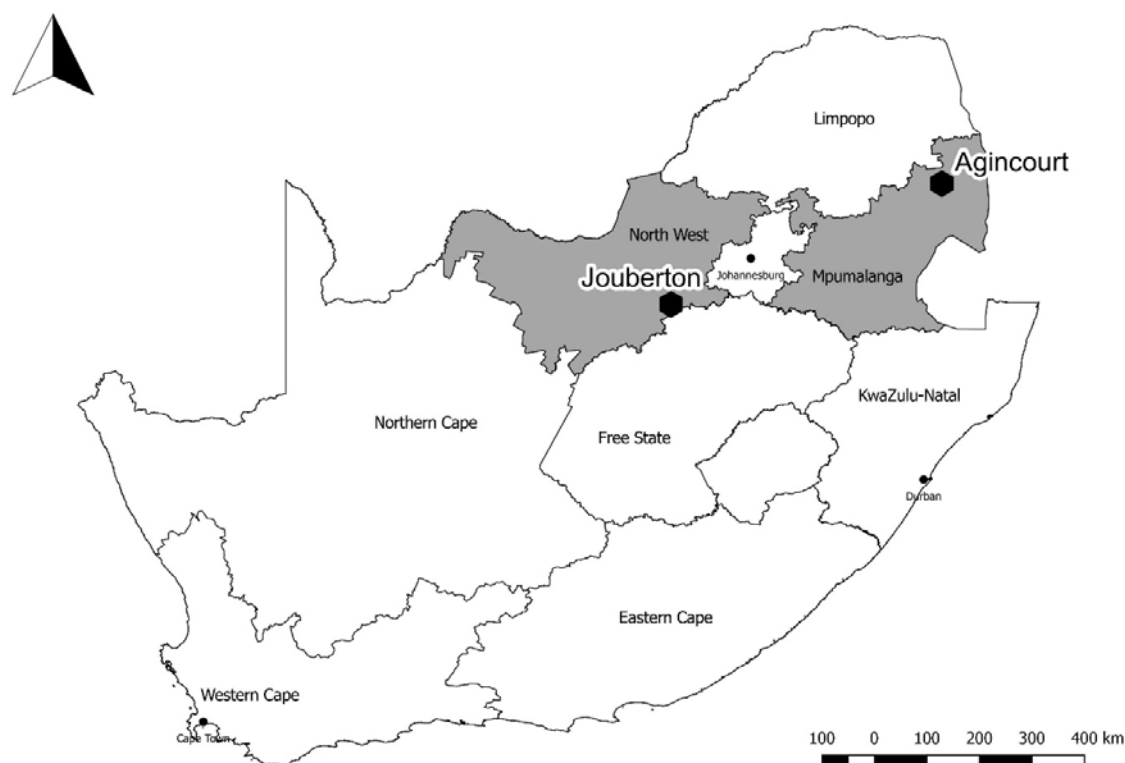 Limpopo
Agincourt
North West
Johannesburg
Mpumalanga
Jouberton
KwaZulu-Natal
Northern Cape
Free State
Durban
Eastern Cape
Western Cape
Cape Town
100 0 100 200 300 400 km